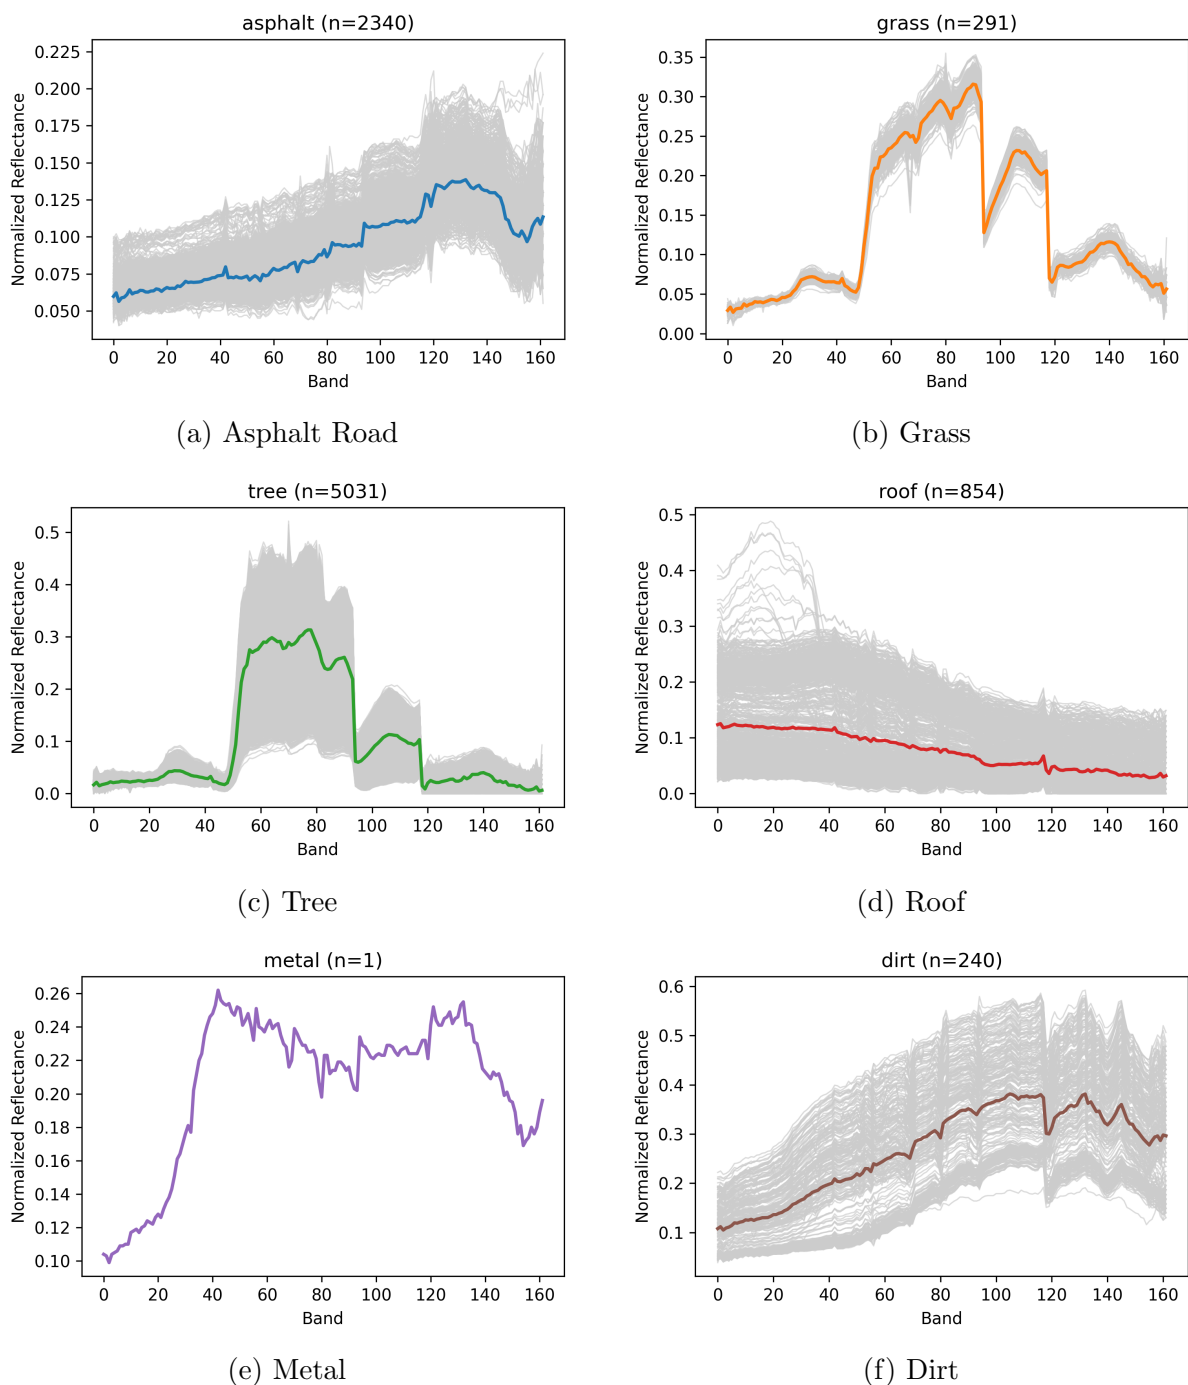 asphalt (n=2340)
Normalized Reflectance
0.225
0.200
0.175
0.150
0.125
0.100
0.075
0.050
0 20 40 60 80 100 120 140 160
Band
(a) Asphalt Road
grass (n=291)
Normalized Reflectance
0.35
0.30
0.25
0.20
0.15
0.10
0.05
0.00
0 20 40 60 80 100 120 140 160
Band
(b) Grass
tree (n=5031)
Normalized Reflectance
0.5
0.4
0.3
0.2
0.1
0.0
0 20 40 60 80 100 120 140 160
Band
(c) Tree
roof (n=854)
Normalized Reflectance
0.5
0.4
0.3
0.2
0.1
0.0
0 20 40 60 80 100 120 140 160
Band
(d) Roof
metal (n=1)
Normalized Reflectance
0.26
0.24
0.22
0.20
0.18
0.16
0.14
0.12
0.10
0 20 40 60 80 100 120 140 160
Band
(e) Metal
dirt (n=240)
Normalized Reflectance
0.6
0.5
0.4
0.3
0.2
0.1
0 20 40 60 80 100 120 140 160
Band
(f) Dirt